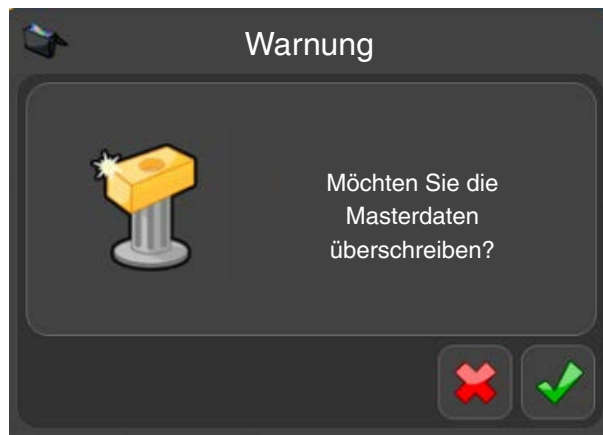 Warnung
Möchten Sie die
Masterdaten
überschreiben?